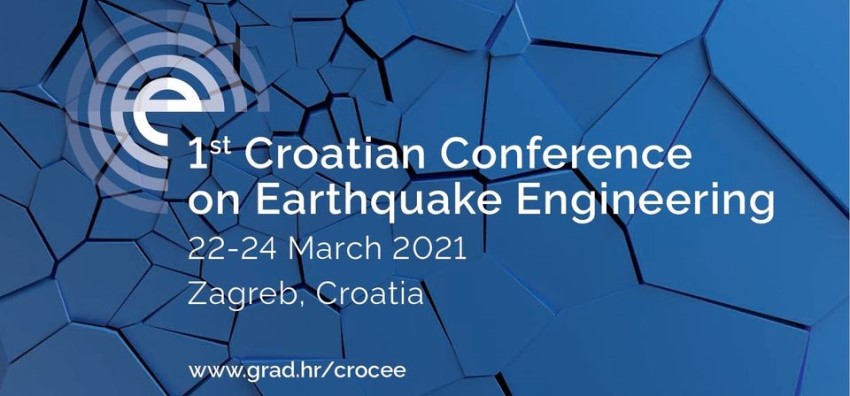 e
1st Croatian Conference
on Earthquake Engineering
22-24 March 2021
Zagreb, Croatia
www.grad.hr/crocee